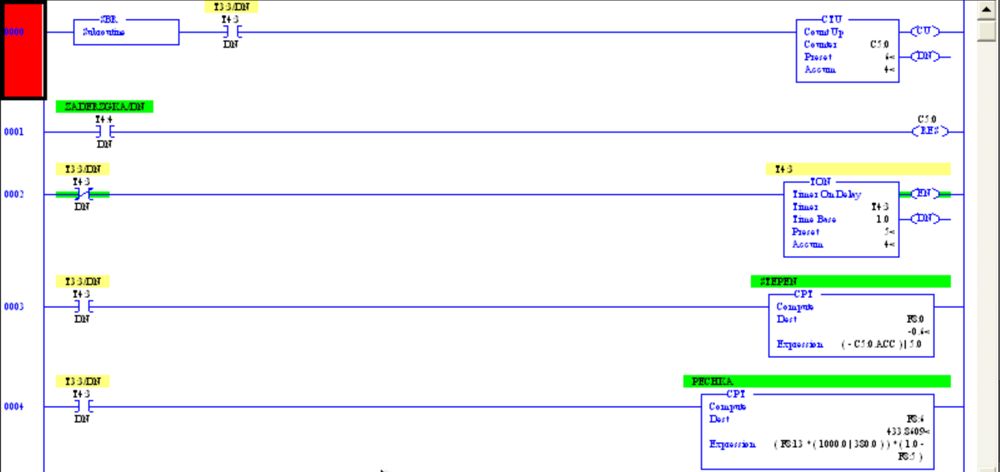 T3:3/DN
T4:3
SBR
Subroutine
DN
0000
CTU
Count Up
Counter C5:0
Preset 6<
Accum 4<
CU
DN
ZADERZGKA/DN
T4:4
DN
0001
C5:0
RES
T3:3/DN
T4:3
DN
0002
T4:3
TON
Timer On Delay
Timer T4:3
Time Base 1.0
Preset 5<
Accum 4<
EN
DN
T3:3/DN
T4:3
DN
0003
STEPEN
CPT
Compute
Dest F8:0
-0.6<
Expression ( - C5:0.ACC ) | 5.0
T3:3/DN
T4:3
DN
0004
PECHKA
CPT
Compute
Dest F8:6
433.8609<
Expression ( F8:13 * ( 1000.0 | 380.0 ) ) * ( 1.0 -
F8:5 )